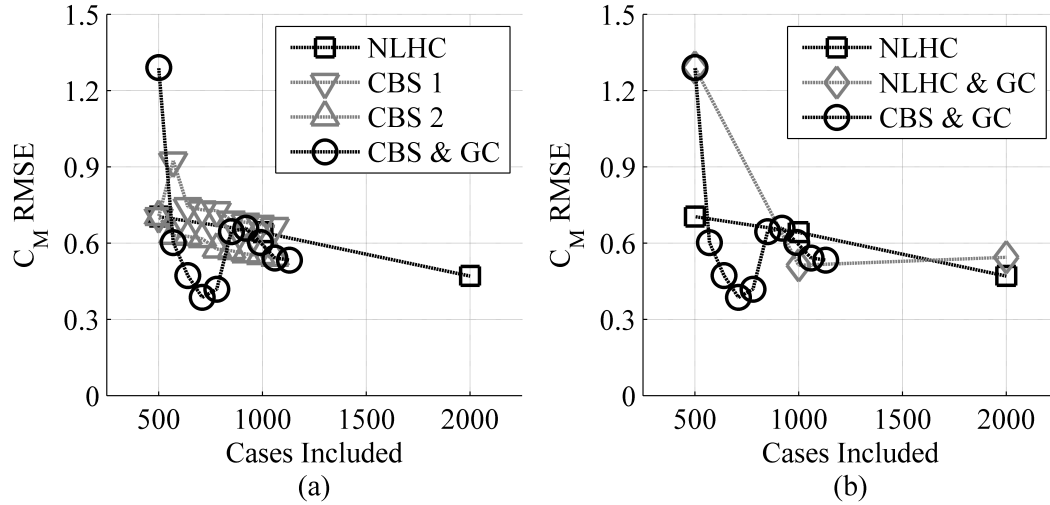 1.5
1.2
0.9
0.6
0.3
0
C_M RMSE
500 1000 1500 2000
Cases Included
(a)
NLHC
CBS 1
CBS 2
CBS & GC
1.5
1.2
0.9
0.6
0.3
0
C_M RMSE
500 1000 1500 2000
Cases Included
(b)
NLHC
NLHC & GC
CBS & GC